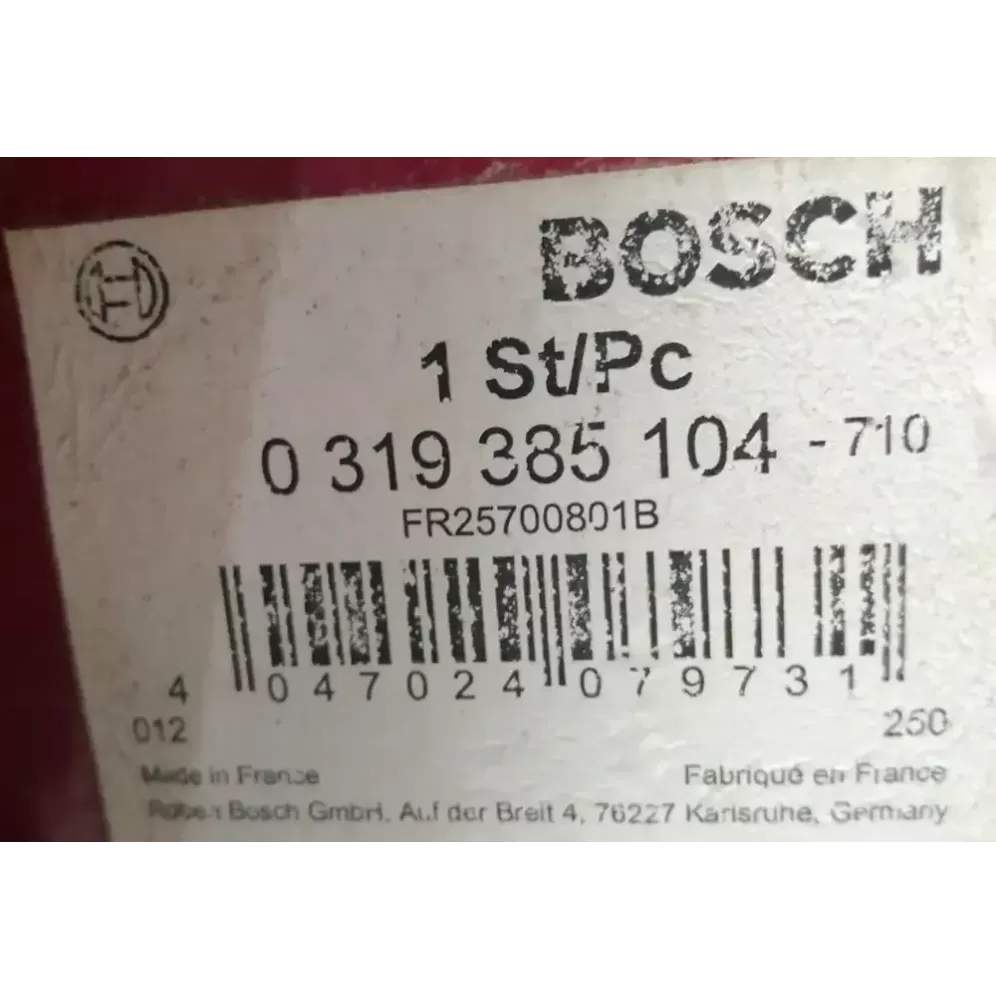 BOSCH
1 St/Pc
0 319 385 104 - 710
FR25700801B
4 047024 079731
012 250
Made in France Fabriqué en France
Robert Bosch GmbH, Auf der Breit 4, 76227 Karlsruhe, Germany